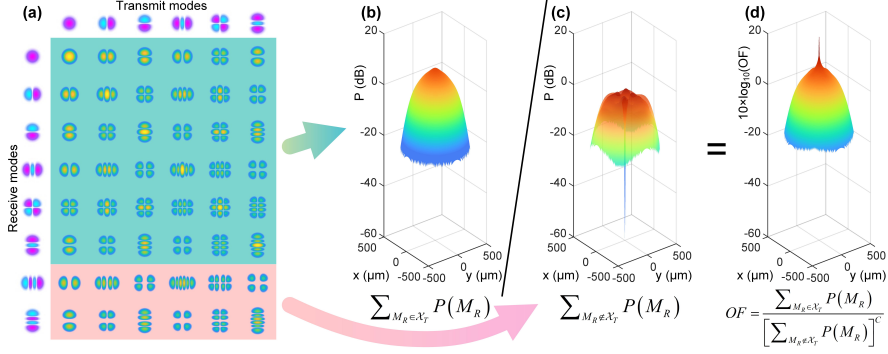 (a)
Transmit modes
Receive modes
(b)
20
0
-20
-40
-60
P (dB)
500
0
-500
x (μm)
-500
0
500
y (μm)
∑_{M_R∈𝒳_T} P(M_R)
(c)
20
0
-20
-40
-60
P (dB)
500
0
-500
x (μm)
-500
0
500
y (μm)
∑_{M_R∉𝒳_T} P(M_R)
=
(d)
20
0
-20
-40
-60
10×log₁₀(OF)
500
0
-500
x (μm)
-500
0
500
y (μm)
OF = ∑_{M_R∈𝒳_T} P(M_R) / [∑_{M_R∉𝒳_T} P(M_R)]^C